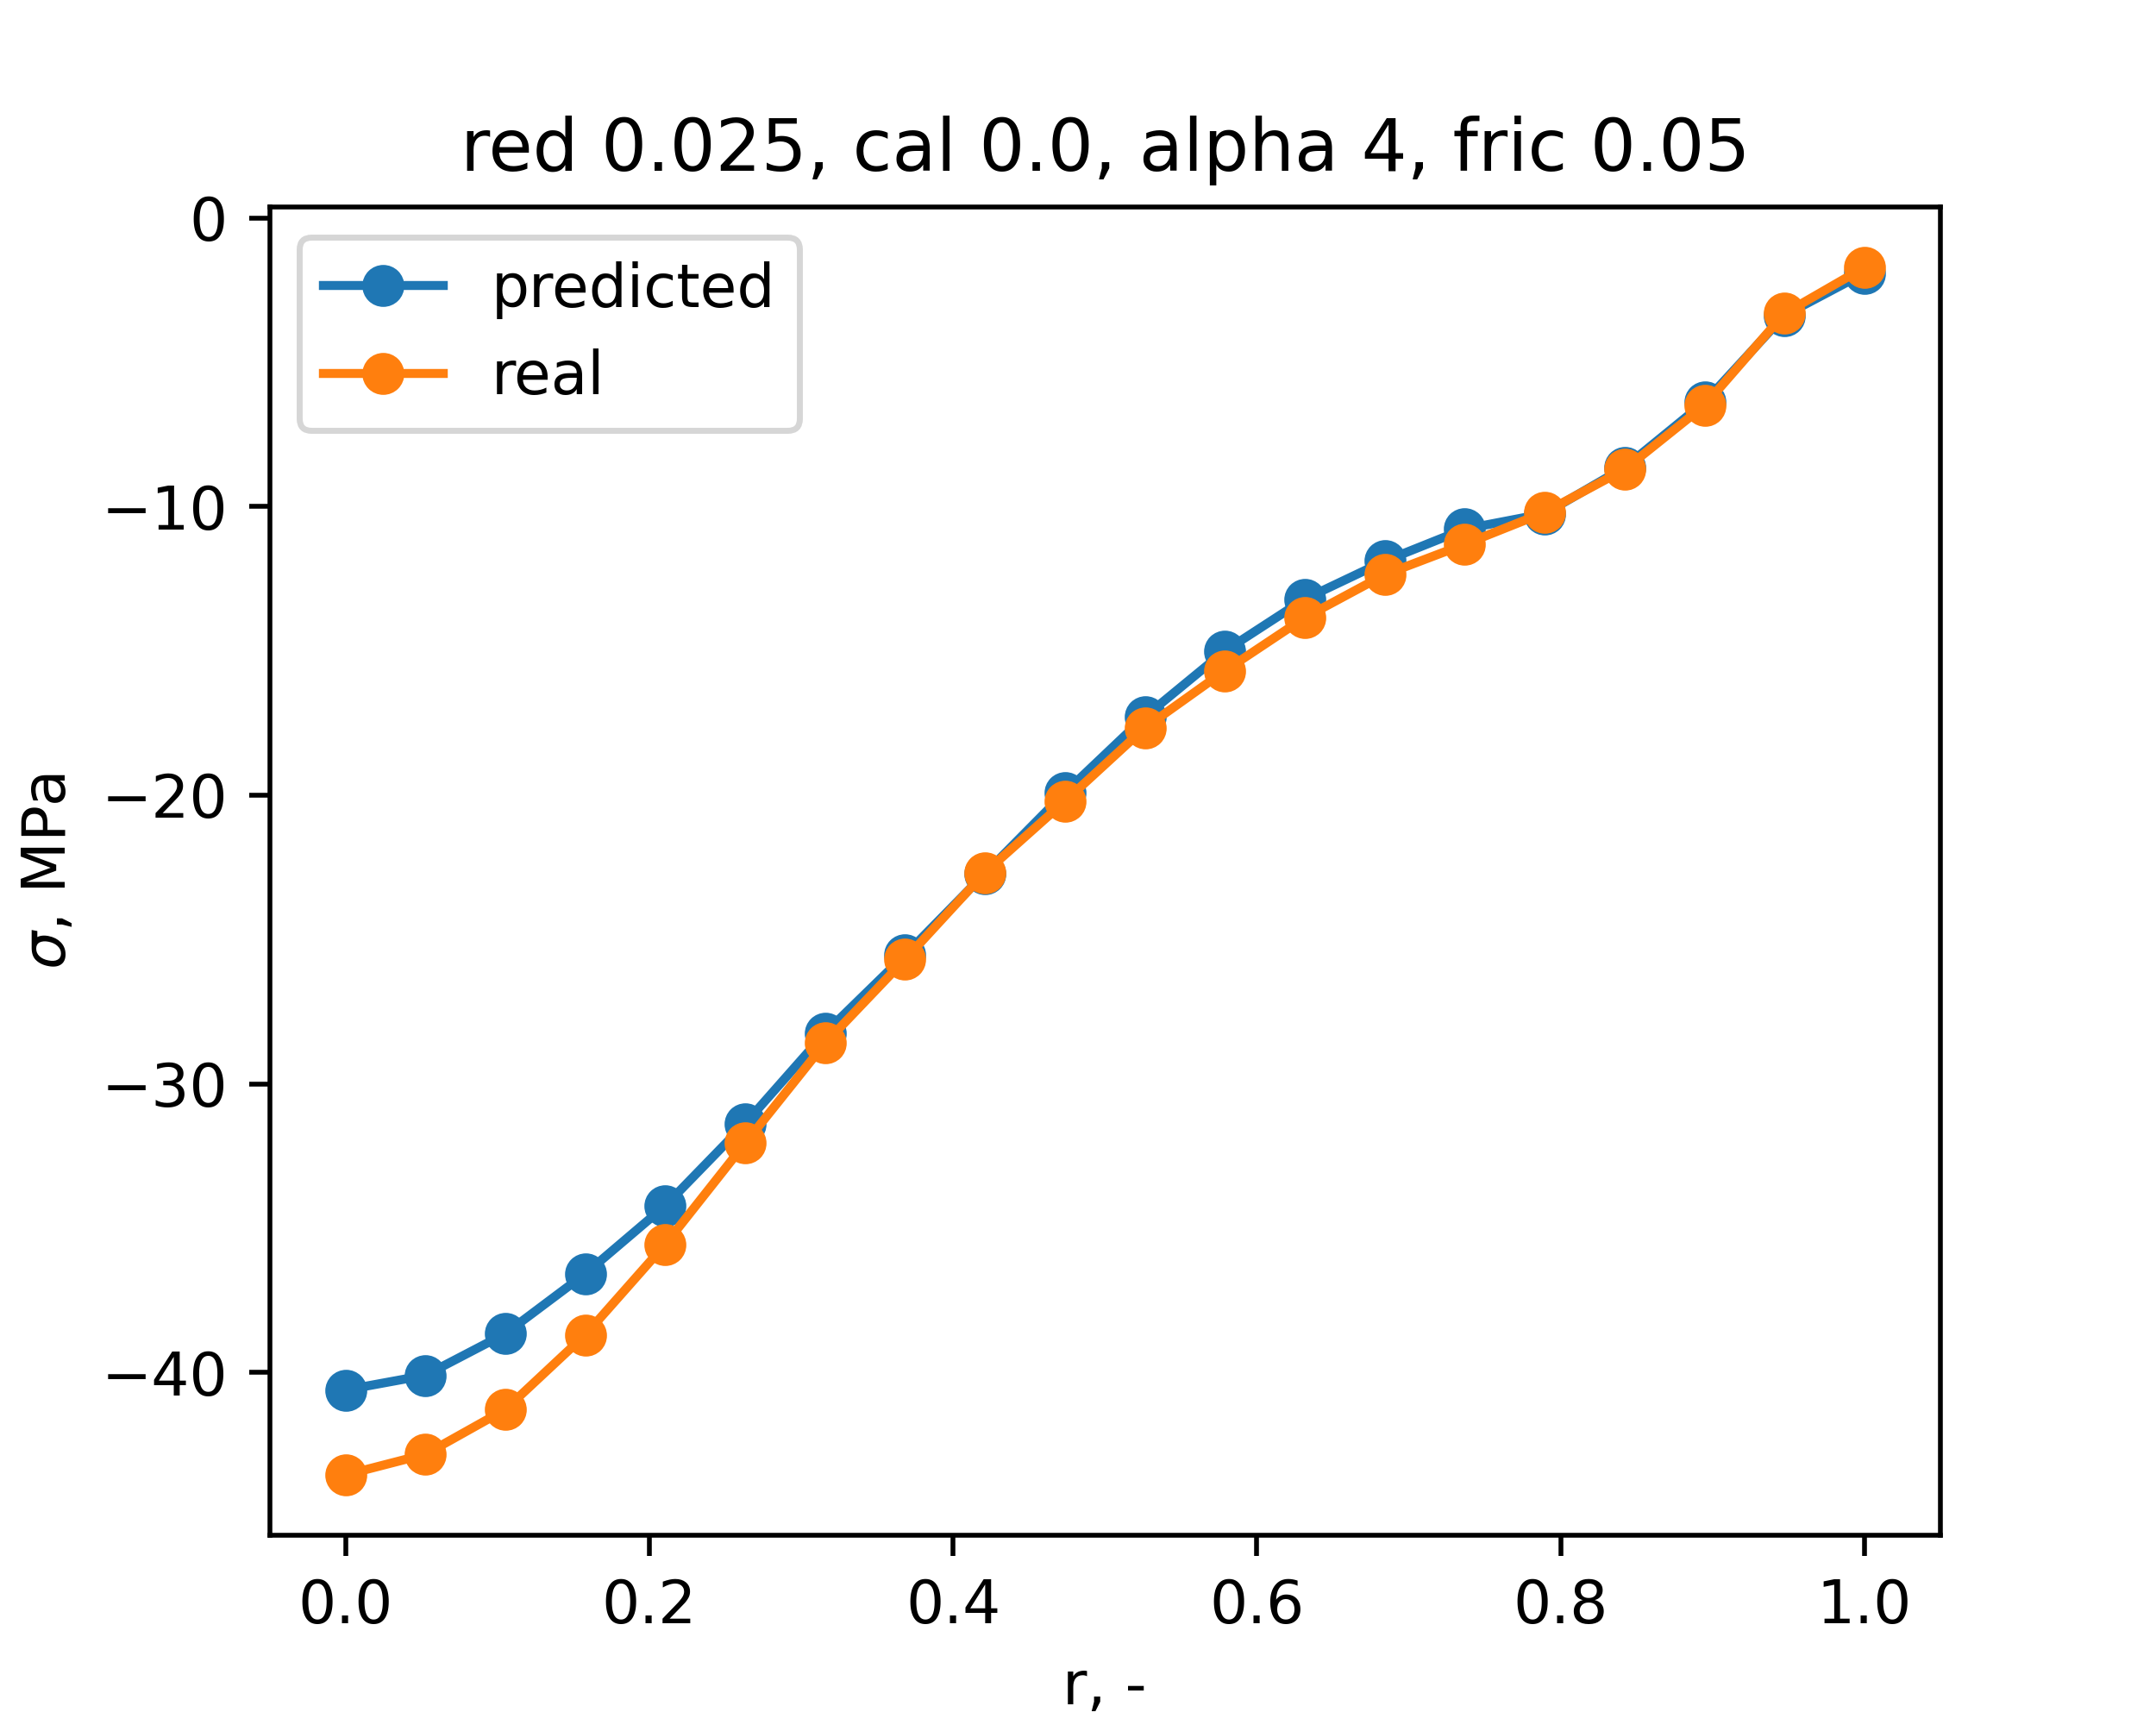 red 0.025, cal 0.0, alpha 4, fric 0.05
predicted
real
0
−10
−20
−30
−40
σ, MPa
0.0 0.2 0.4 0.6 0.8 1.0
r, -